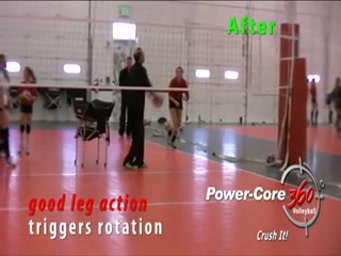 After
good leg action
triggers rotation
Power-Core 360
Volleyball
Crush It!